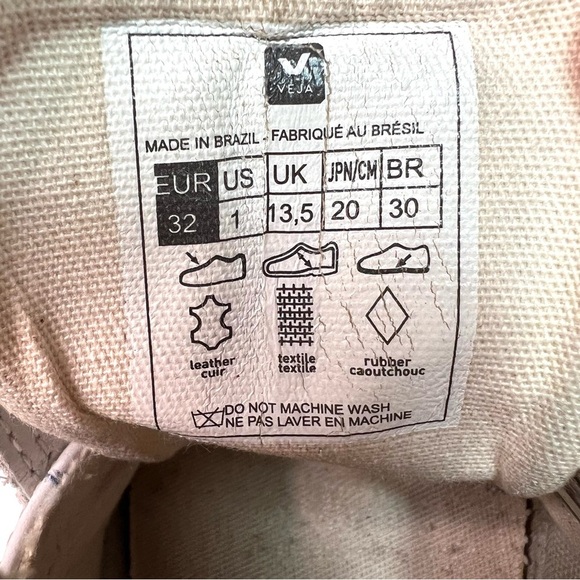 VEJA
MADE IN BRAZIL - FABRIQUÉ AU BRÉSIL
EUR US UK JPN/CM BR
32 1 13,5 20 30
leather textile rubber
cuir textile caoutchouc
DO NOT MACHINE WASH
NE PAS LAVER EN MACHINE